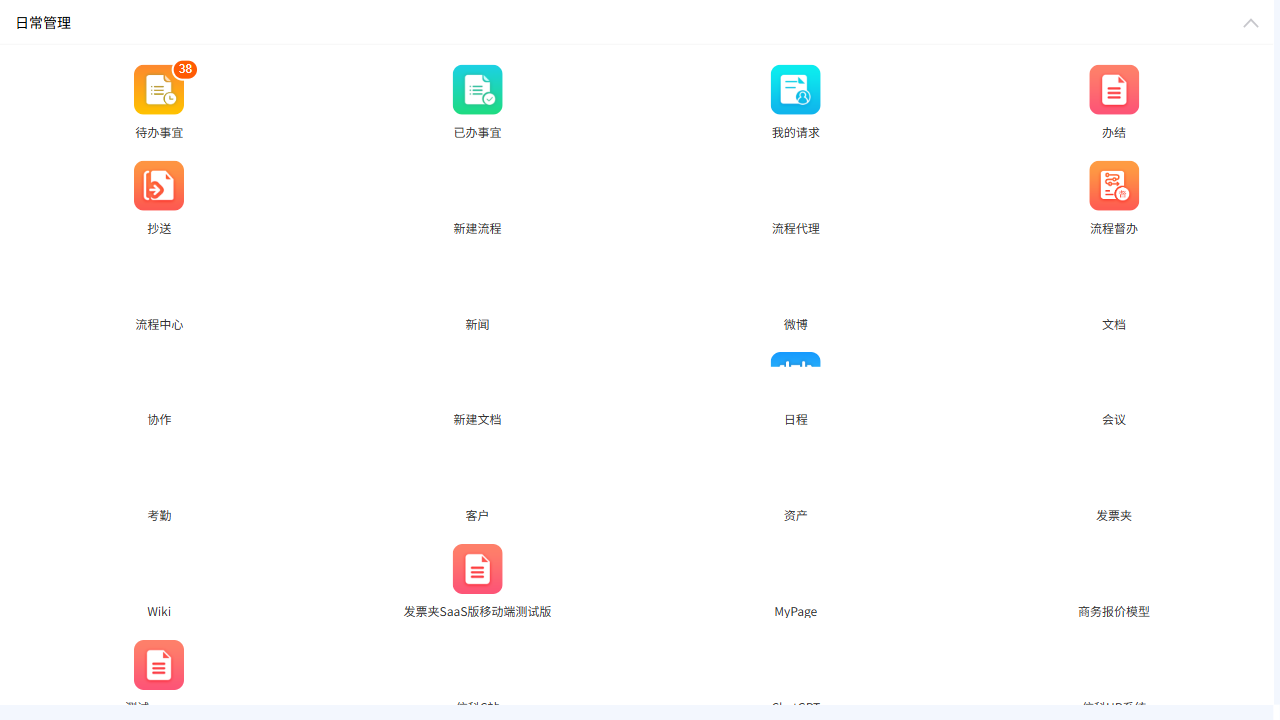 日常管理
38
待办事宜
已办事宜
我的请求
办结
抄送
新建流程
流程代理
流程督办
流程中心
新闻
微博
文档
协作
新建文档
日程
会议
考勤
客户
资产
发票夹
Wiki
发票夹SaaS版移动端测试版
MyPage
商务报价模型